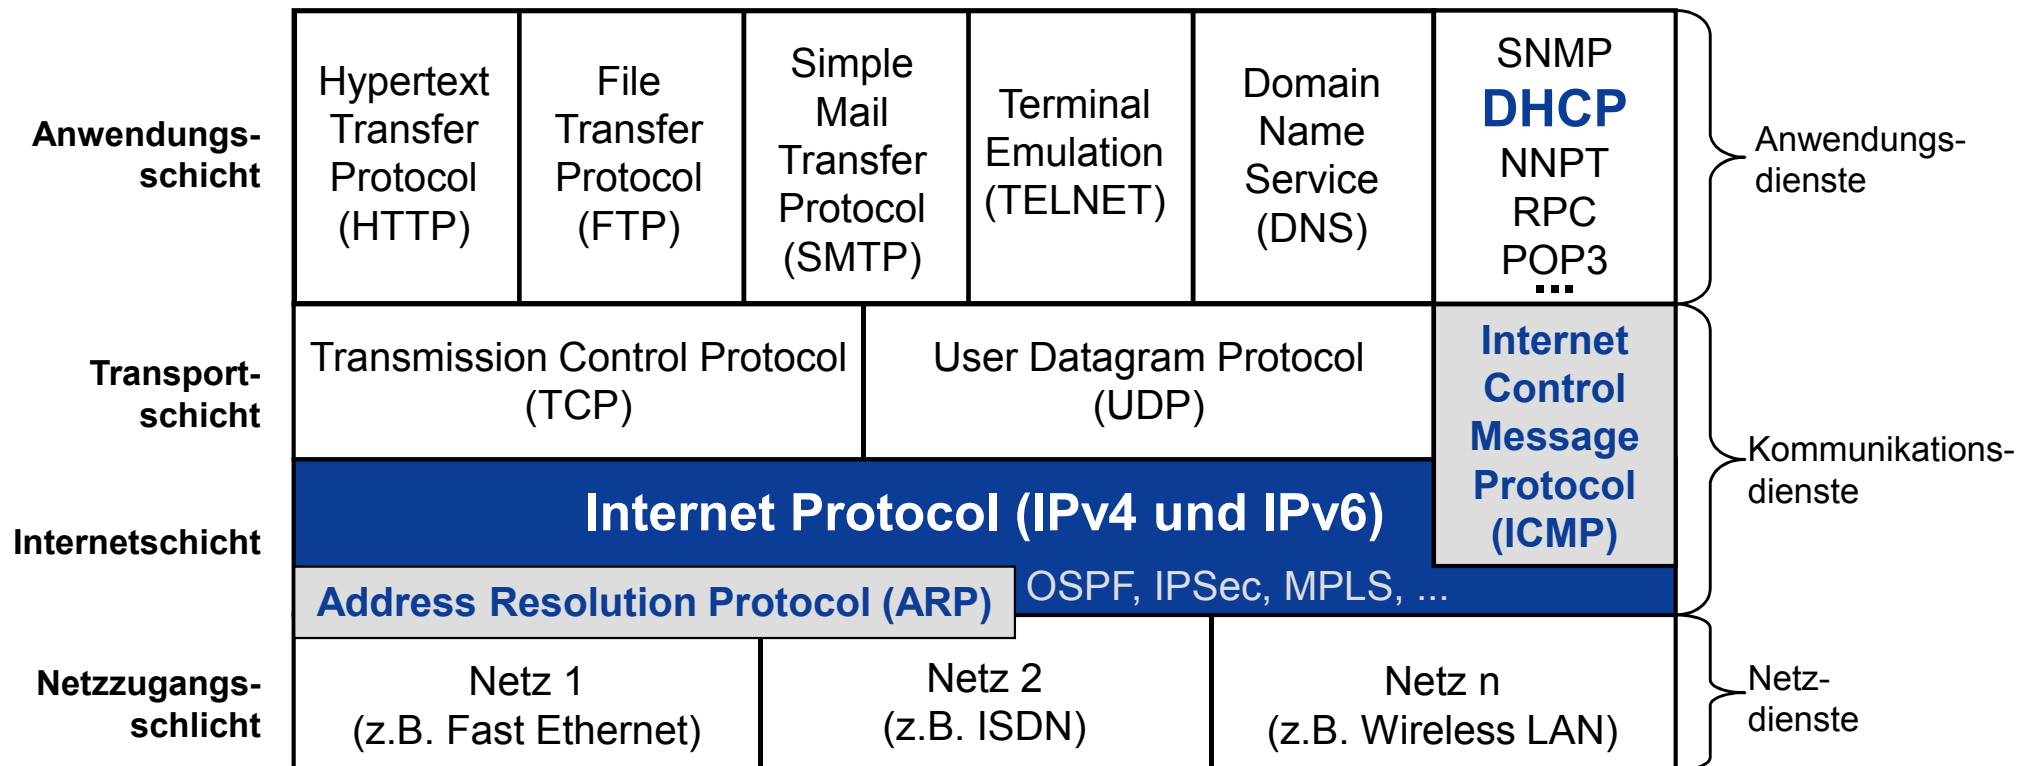 Anwendungs-
schicht
Hypertext
Transfer
Protocol
(HTTP)
File
Transfer
Protocol
(FTP)
Simple
Mail
Transfer
Protocol
(SMTP)
Terminal
Emulation
(TELNET)
Domain
Name
Service
(DNS)
SNMP
DHCP
NNPT
RPC
POP3
...
Anwendungs-
dienste
Transport-
schicht
Transmission Control Protocol
(TCP)
User Datagram Protocol
(UDP)
Internet
Control
Message
Protocol
(ICMP)
Kommunikations-
dienste
Internetschicht
Internet Protocol (IPv4 und IPv6)
Address Resolution Protocol (ARP)
OSPF, IPSec, MPLS, ...
Netzzugangs-
schlicht
Netz 1
(z.B. Fast Ethernet)
Netz 2
(z.B. ISDN)
Netz n
(z.B. Wireless LAN)
Netz-
dienste